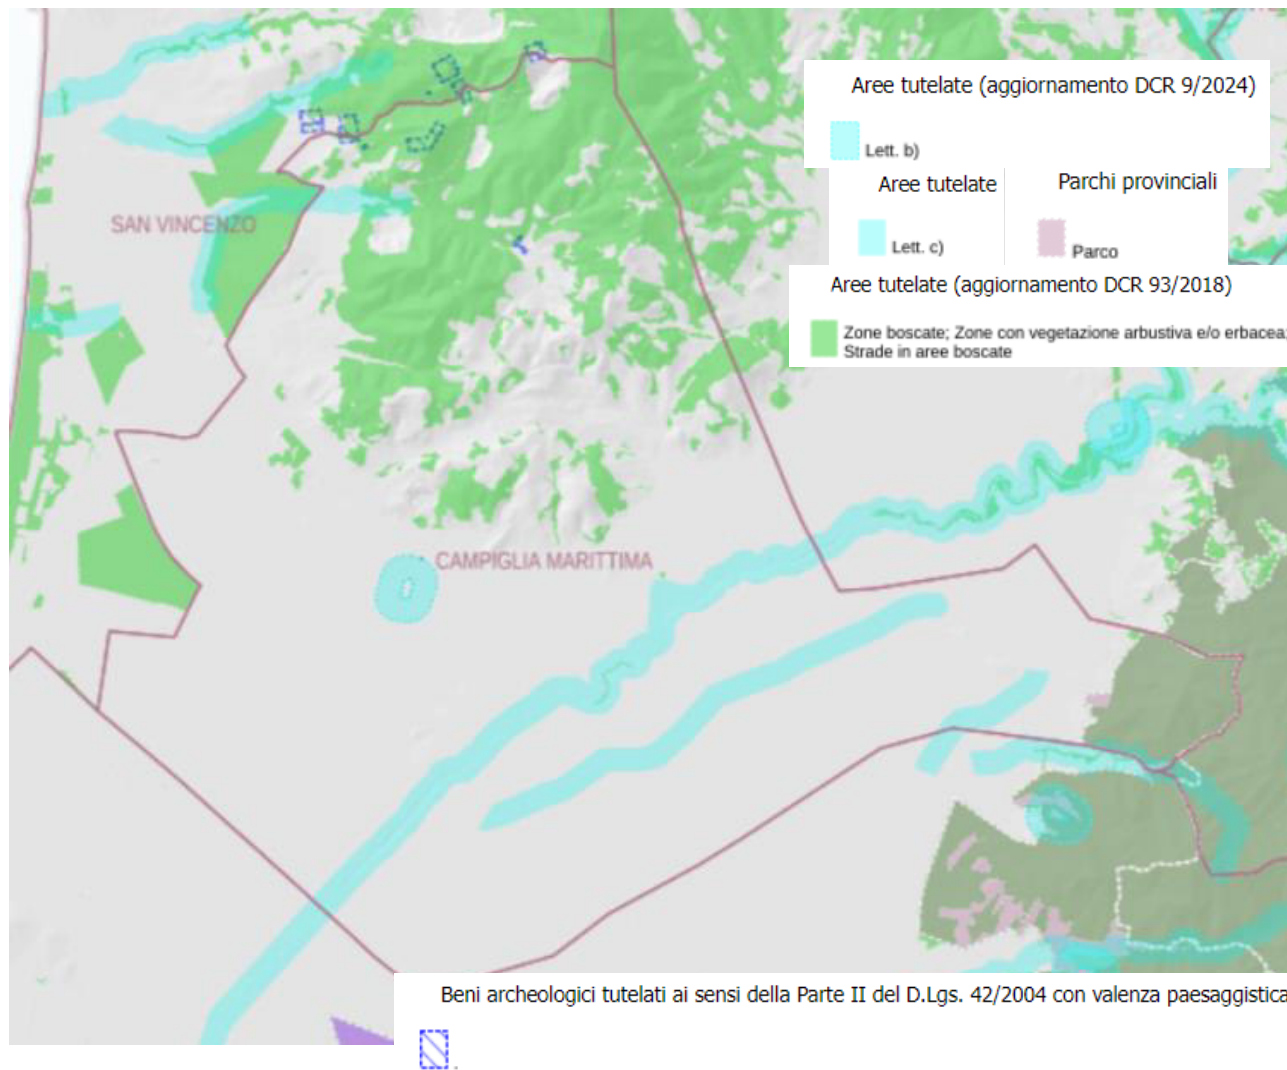 Aree tutelate (aggiornamento DCR 9/2024)
Lett. b)
Aree tutelate
Parchi provinciali
Lett. c)
Parco
Aree tutelate (aggiornamento DCR 93/2018)
Zone boscate; Zone con vegetazione arbustiva e/o erbacea;
Strade in aree boscate
SAN VINCENZO
CAMPIGLIA MARITTIMA
Beni archeologici tutelati ai sensi della Parte II del D.Lgs. 42/2004 con valenza paesaggistica